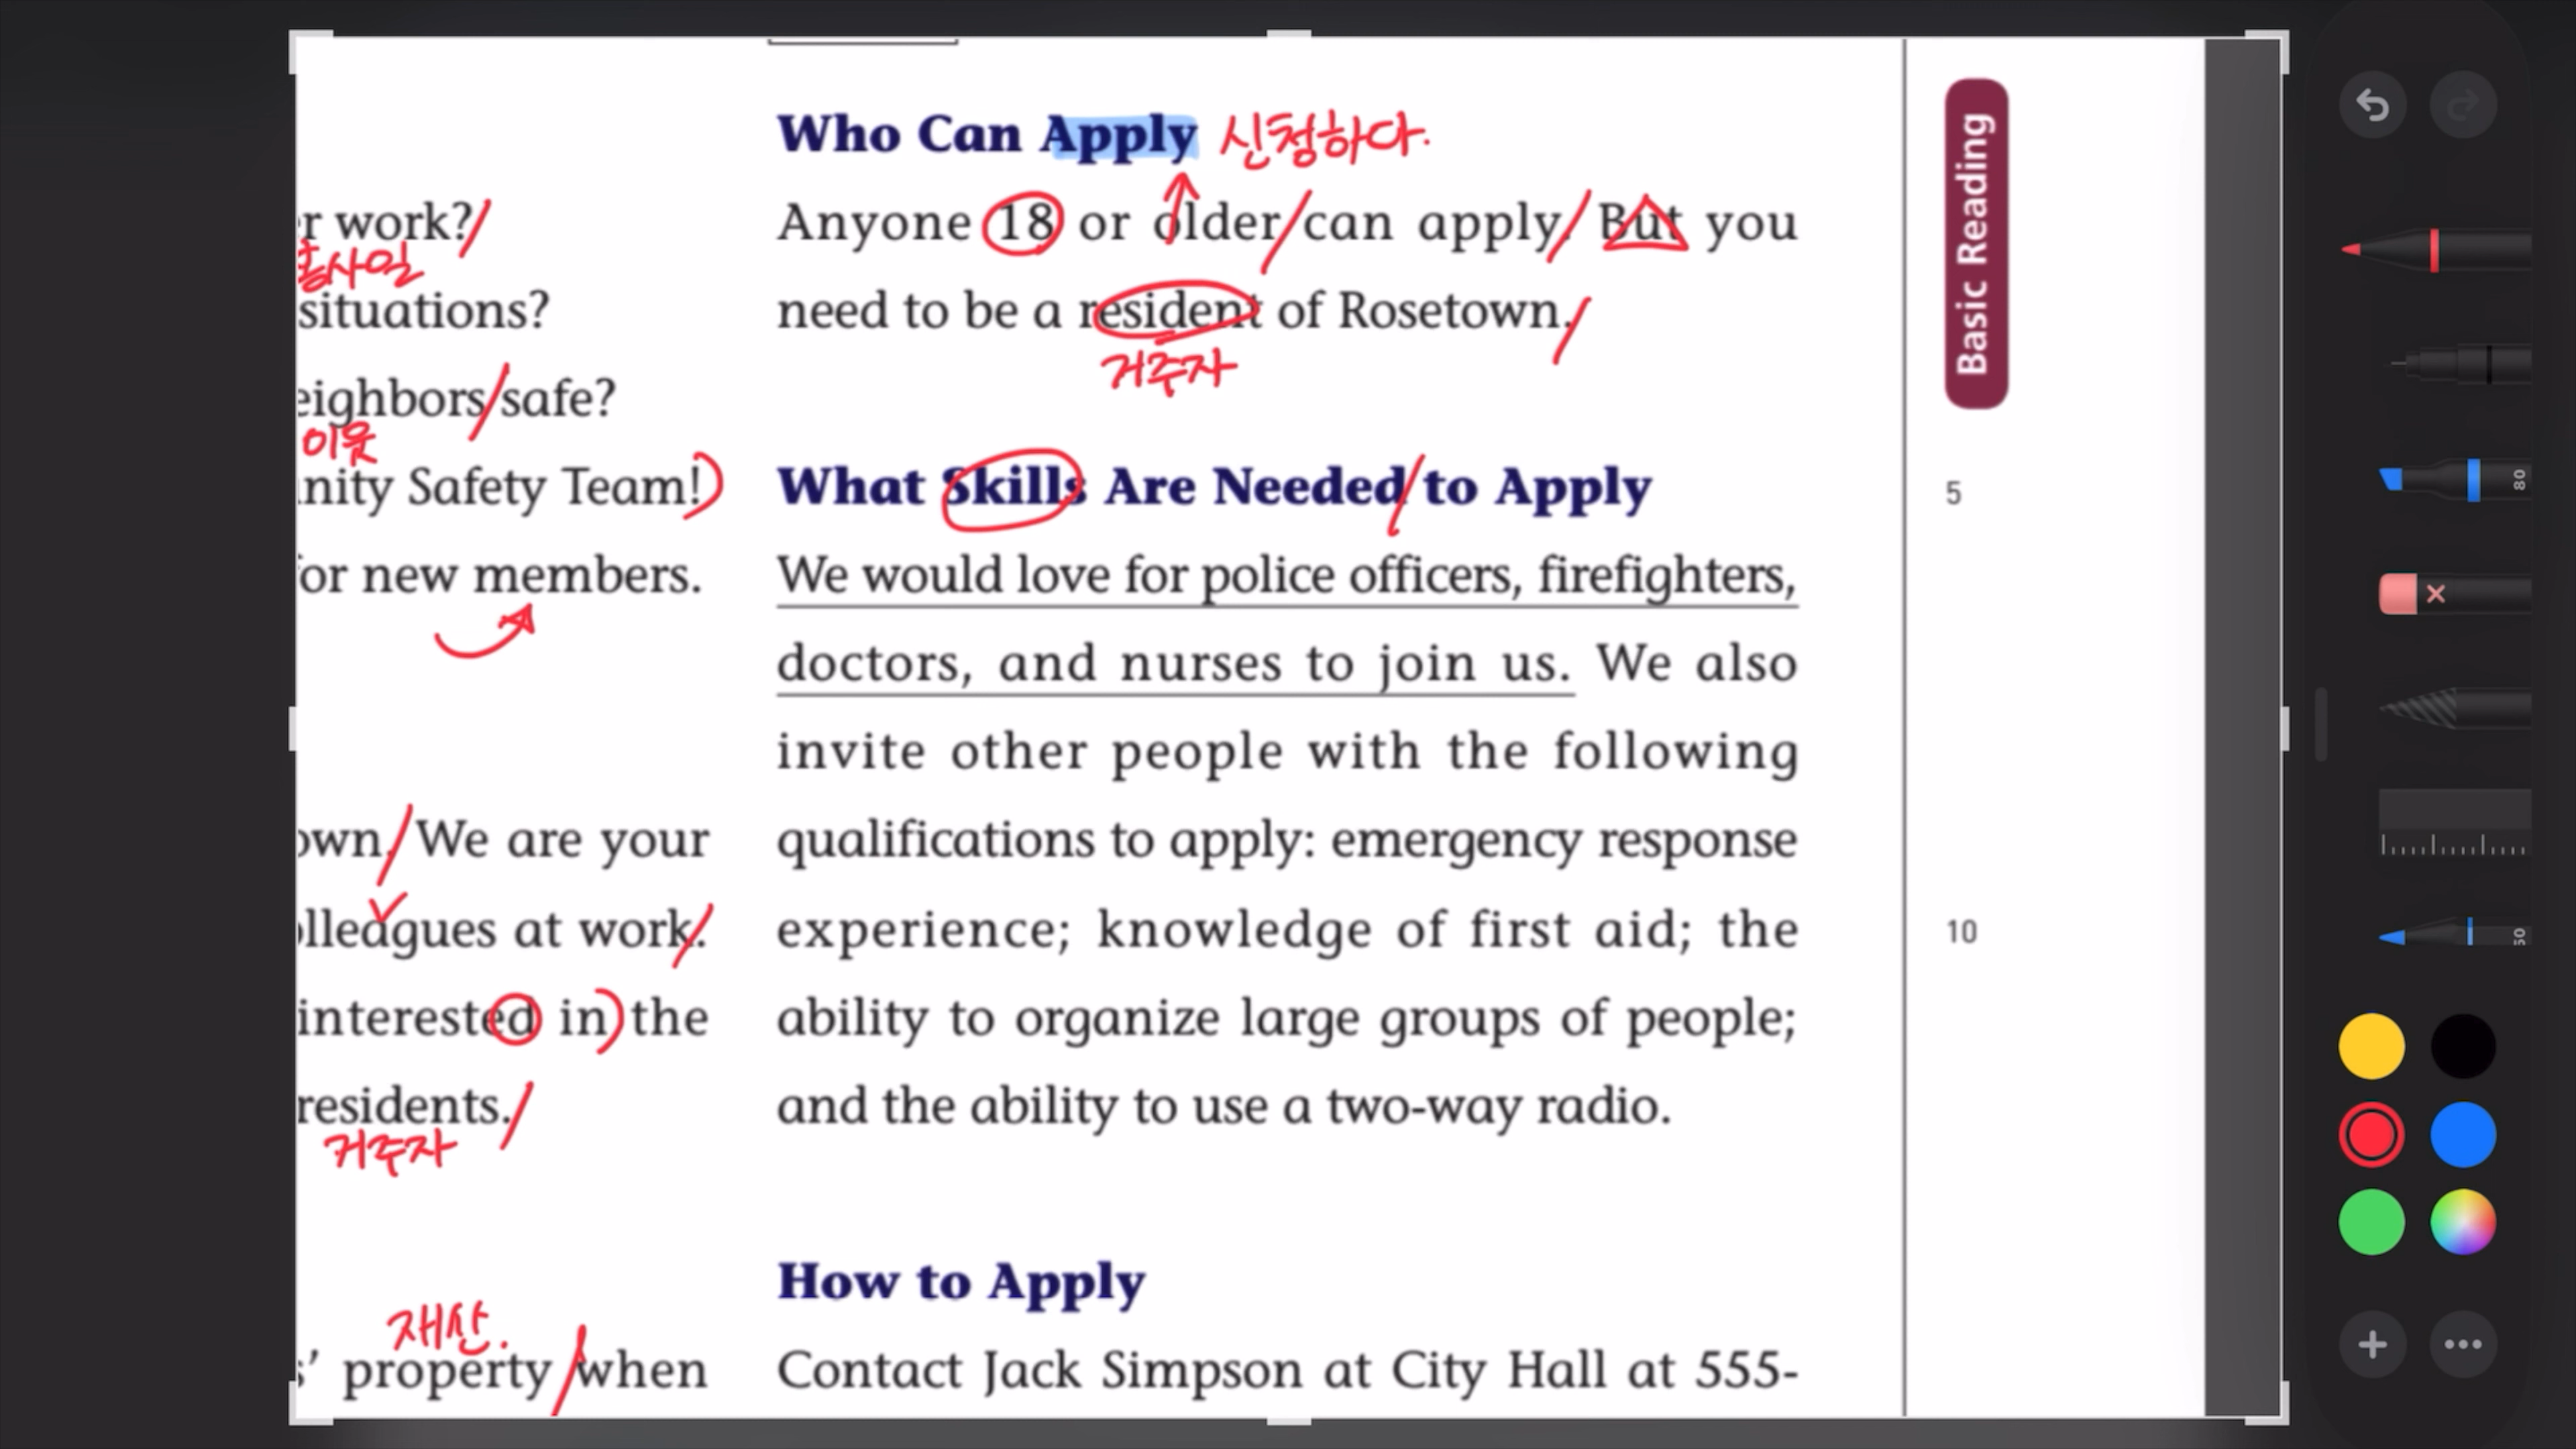 er work?
봉사일
situations?
eighbors safe?
이웃
nity Safety Team!
for new members.
own. We are your
olleagues at work.
interested in the
residents.
거주자
재산.
s' property when
Who Can Apply 신청하다.
Anyone 18 or older can apply. But you
need to be a resident of Rosetown.
거주자
What Skills Are Needed to Apply
We would love for police officers, firefighters,
doctors, and nurses to join us. We also
invite other people with the following
qualifications to apply: emergency response
experience; knowledge of first aid; the
ability to organize large groups of people;
and the ability to use a two-way radio.
How to Apply
Contact Jack Simpson at City Hall at 555-
Basic Reading
5
10
80
50